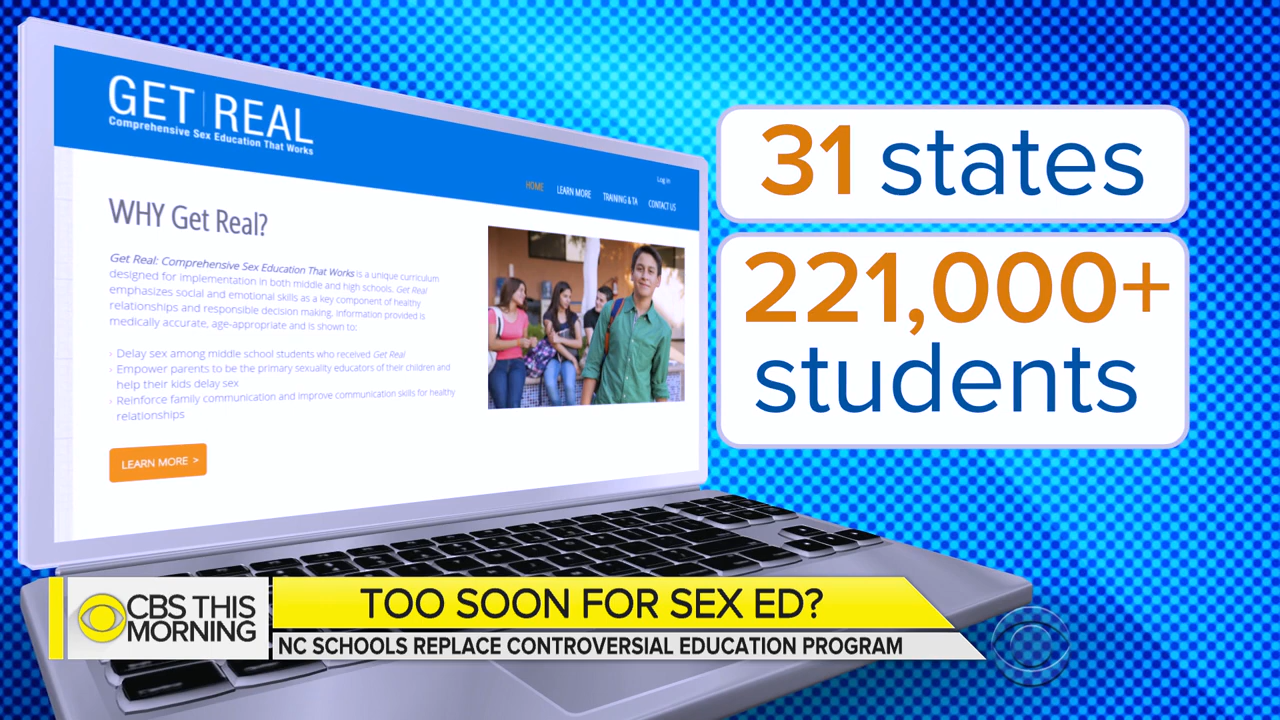 GET | REAL
Comprehensive Sex Education That Works
Log in
HOME LEARN MORE TRAINING & TA CONTACT US
WHY Get Real?
Get Real: Comprehensive Sex Education That Works is a unique curriculum
designed for implementation in both middle and high schools. Get Real
emphasizes social and emotional skills as a key component of healthy
relationships and responsible decision making. Information provided is
medically accurate, age-appropriate and is shown to:
› Delay sex among middle school students who received Get Real
› Empower parents to be the primary sexuality educators of their children and
help their kids delay sex
› Reinforce family communication and improve communication skills for healthy
relationships
LEARN MORE >
31 states
221,000+
students
CBS THIS
MORNING
TOO SOON FOR SEX ED?
NC SCHOOLS REPLACE CONTROVERSIAL EDUCATION PROGRAM